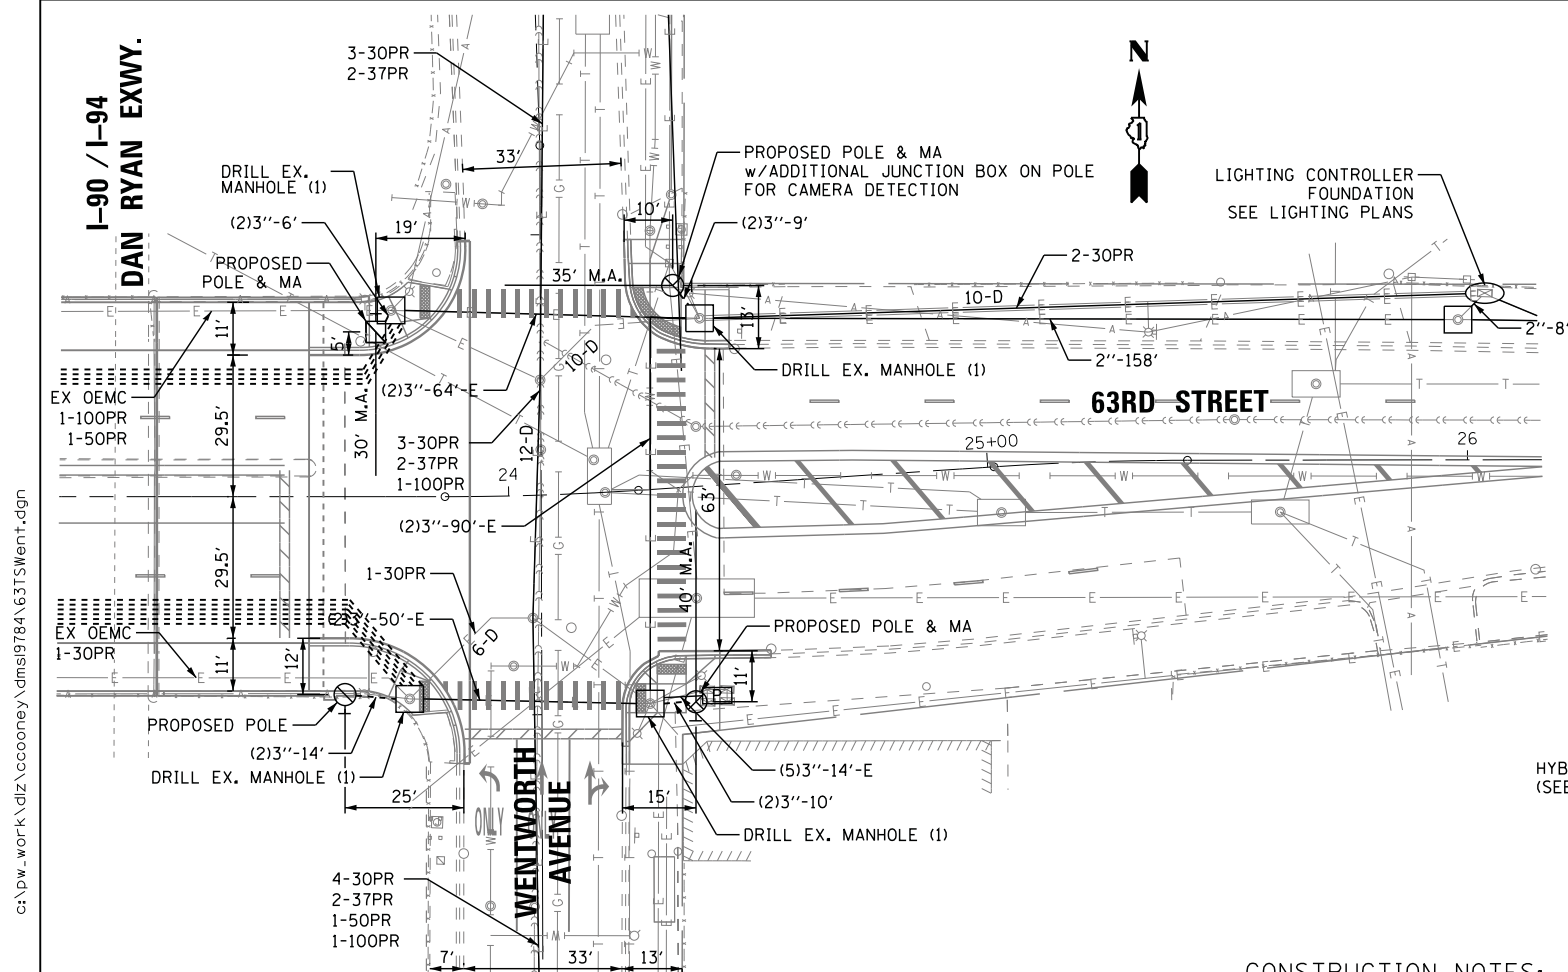 3-30PR
2-37PR
N
1
I-90 / I-94
DAN RYAN EXWY.
33'
DRILL EX.
MANHOLE (1)
PROPOSED POLE & MA
w/ADDITIONAL JUNCTION BOX ON POLE
FOR CAMERA DETECTION
LIGHTING CONTROLLER
FOUNDATION
SEE LIGHTING PLANS
(2)3''-6'
19'
10'
(2)3''-9'
PROPOSED
POLE & MA
35' M.A.
2-30PR
10-D
11'
5'
13'
2''-8'
2''-158'
10-D
DRILL EX. MANHOLE (1)
(2)3''-64'-E
EX OEMC
1-100PR
1-50PR
29.5'
30' M.A.
63RD STREET
3-30PR
2-37PR
1-100PR
12-D
24
25+00
26
63'
(2)3''-90'-E
29.5'
1-30PR
40' M.A.
-50'-E
6-D
PROPOSED POLE & MA
EX OEMC
1-30PR
11'
12'
11'
P
PROPOSED POLE
(2)3''-14'
DRILL EX. MANHOLE (1)
25'
15'
(5)3''-14'-E
(2)3''-10'
DRILL EX. MANHOLE (1)
ONLY
WENTWORTH
AVENUE
HYB
(SEE
4-30PR
2-37PR
1-50PR
1-100PR
7'
33'
13'
CONSTRUCTION NOTES:
c:\pw_work\dlz\ccooney\dms19784\63TSWent.dgn